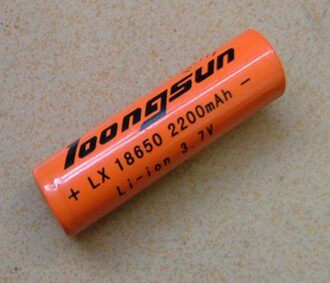 loongsun
+ LX 18650 2200mAh -
Li-ion 3.7V